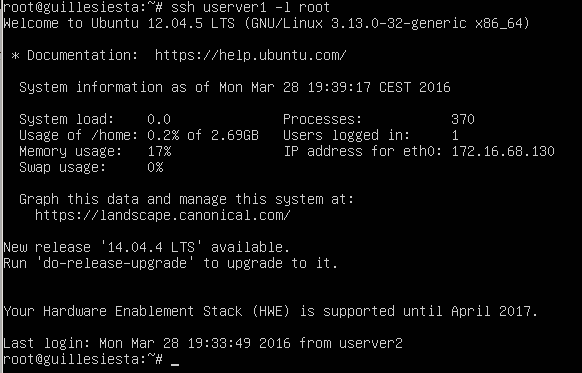 root@guillesiesta:~# ssh userver1 -l root
Welcome to Ubuntu 12.04.5 LTS (GNU/Linux 3.13.0-32-generic x86_64)
* Documentation:  https://help.ubuntu.com/
System information as of Mon Mar 28 19:39:17 CEST 2016
System load:    0.0               Processes:           370
Usage of /home: 0.2% of 2.69GB   Users logged in:     1
Memory usage:   17%               IP address for eth0: 172.16.68.130
Swap usage:     0%
Graph this data and manage this system at:
https://landscape.canonical.com/
New release '14.04.4 LTS' available.
Run 'do-release-upgrade' to upgrade to it.
Your Hardware Enablement Stack (HWE) is supported until April 2017.
Last login: Mon Mar 28 19:33:49 2016 from userver2
root@guillesiesta:~# _